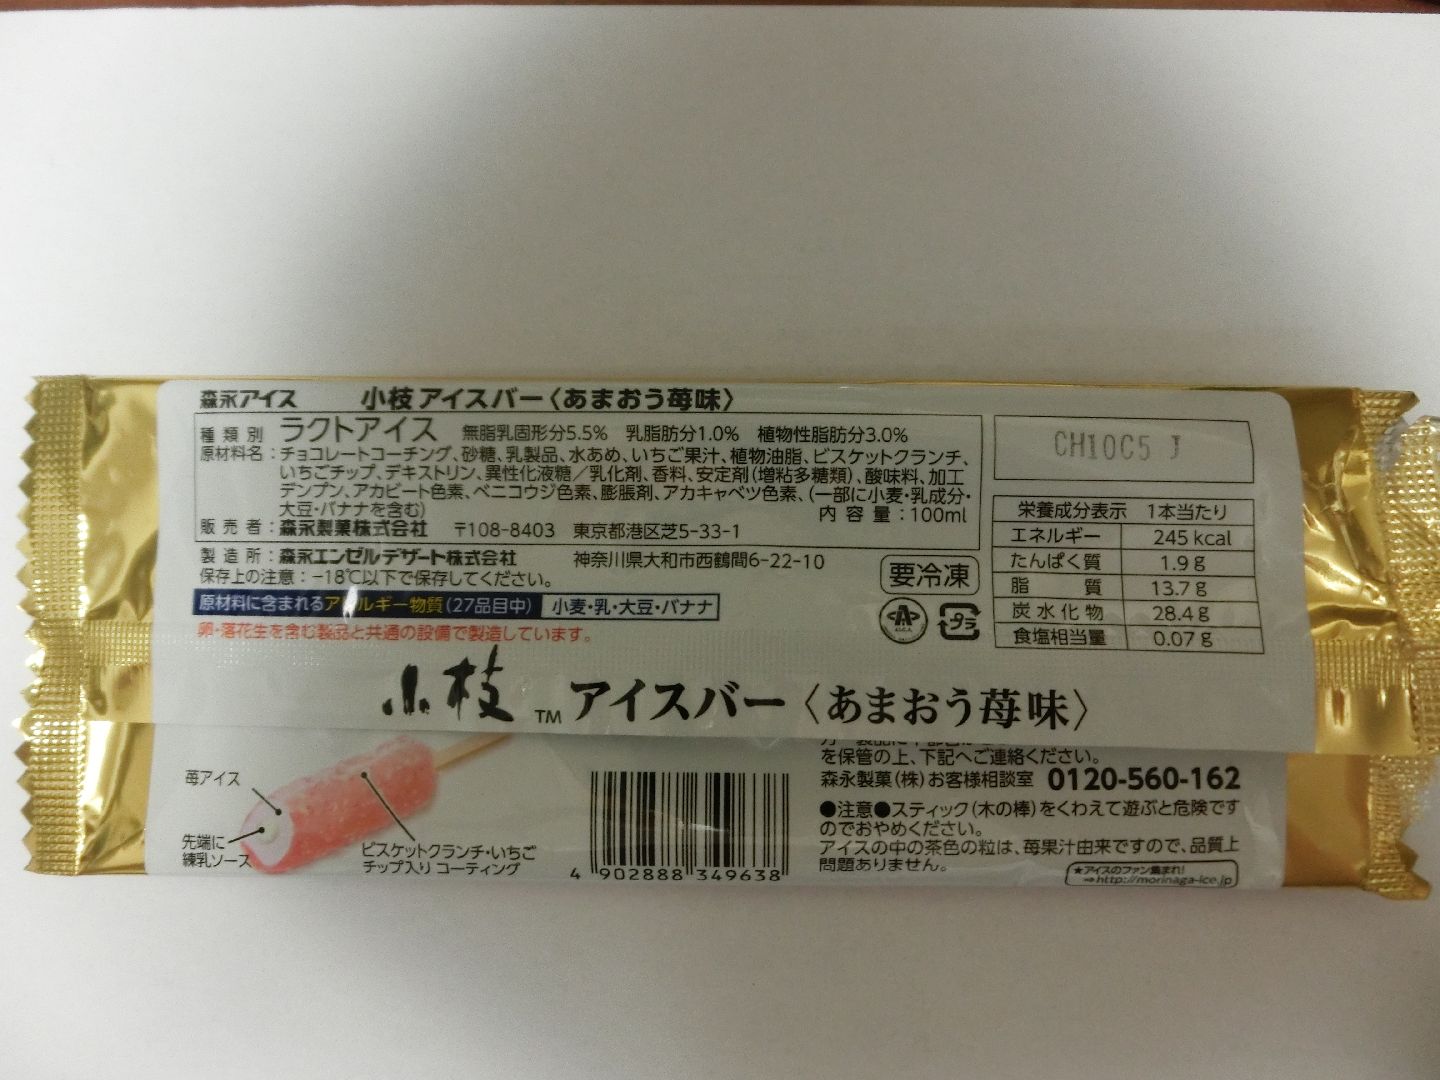 森永アイス 小枝アイスバー〈あまおう苺味〉
種類別 ラクトアイス 無脂乳固形分5.5% 乳脂肪分1.0% 植物性脂肪分3.0%
原材料名：チョコレートコーチング、砂糖、乳製品、水あめ、いちご果汁、植物油脂、ビスケットクランチ、
いちごチップ、デキストリン、異性化液糖／乳化剤、香料、安定剤(増粘多糖類)、酸味料、加工
デンプン、アカビート色素、ベニコウジ色素、膨脹剤、アカキャベツ色素、(一部に小麦・乳成分・
大豆・バナナを含む)
内容量：100ml
販売者：森永製菓株式会社 〒108-8403 東京都港区芝5-33-1
製造所：森永エンゼルデザート株式会社 神奈川県大和市西鶴間6-22-10
保存上の注意：-18℃以下で保存してください。
要冷凍
原材料に含まれるアレルギー物質(27品目中) 小麦・乳・大豆・バナナ
卵・落花生を含む製品と共通の設備で製造しています。
プラ
CH10C5 J
栄養成分表示 1本当たり
エネルギー 245kcal
たんぱく質 1.9g
脂質 13.7g
炭水化物 28.4g
食塩相当量 0.07g
小枝TMアイスバー〈あまおう苺味〉
苺アイス
先端に
練乳ソース
ビスケットクランチ・いちご
チップ入り コーティング
4 902888 349638
を保管の上、下記へご連絡ください。
森永製菓(株)お客様相談室 0120-560-162
●注意●スティック(木の棒)をくわえて遊ぶと危険です
のでおやめください。
アイスの中の茶色の粒は、苺果汁由来ですので、品質上
問題ありません。
★アイスのファン集まれ!
⇒http://morinaga-ice.jp